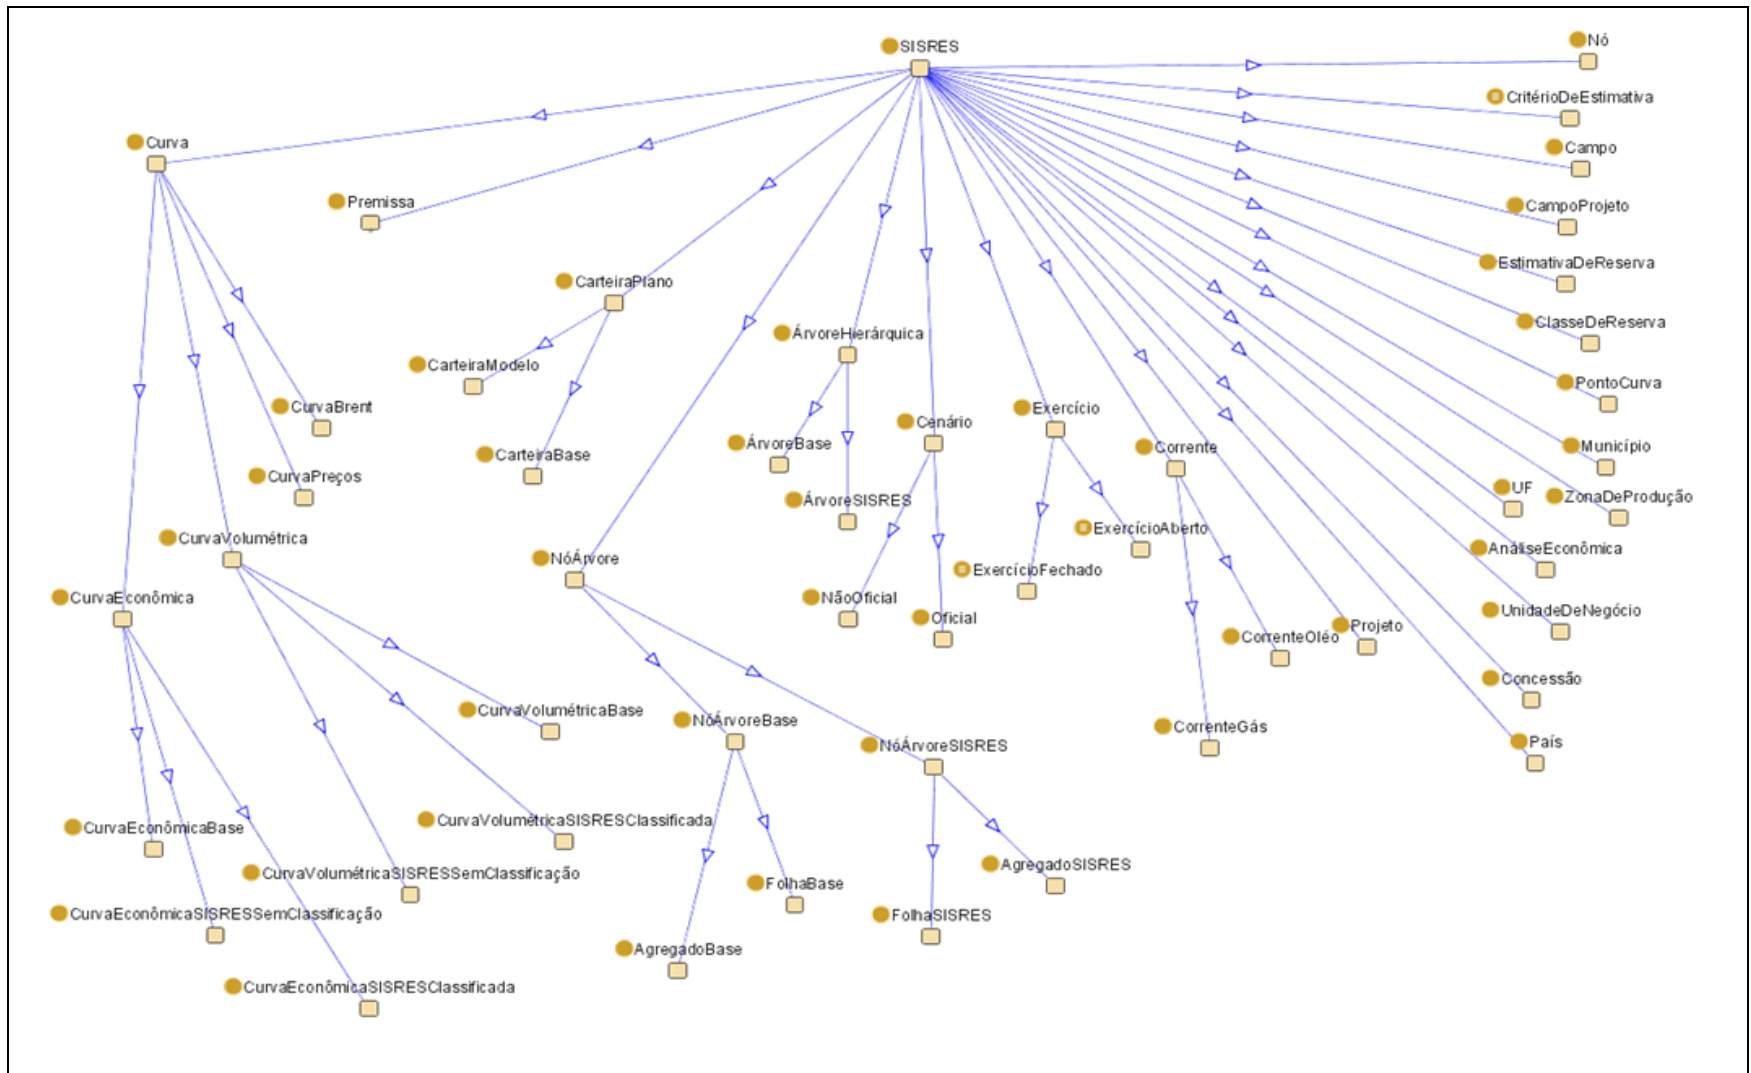 SISRES
Nó
CritérioDeEstimativa
Curva
Campo
Premissa
CampoProjeto
EstimativaDeReserva
CarteiraPlano
ClasseDeReserva
ÁrvoreHierárquica
CarteiraModelo
PontoCurva
CurvaBrent
Exercício
Cenário
ÁrvoreBase
Corrente
Município
CarteiraBase
CurvaPreços
UF
ZonaDeProdução
ÁrvoreSISRES
ExercícioAberto
CurvaVolumétrica
AnáliseEconômica
NóÁrvore
ExercícioFechado
CurvaEconômica
NãoOficial
UnidadeDeNegócio
Oficial
Projeto
CorrenteOléo
Concessão
CurvaVolumétricaBase
NóÁrvoreBase
CorrenteGás
País
NóÁrvoreSISRES
CurvaVolumétricaSISRESClassificada
CurvaEconômicaBase
AgregadoSISRES
CurvaVolumétricaSISRESSemClassificação
FolhaBase
CurvaEconômicaSISRESSemClassificação
FolhaSISRES
AgregadoBase
CurvaEconômicaSISRESClassificada